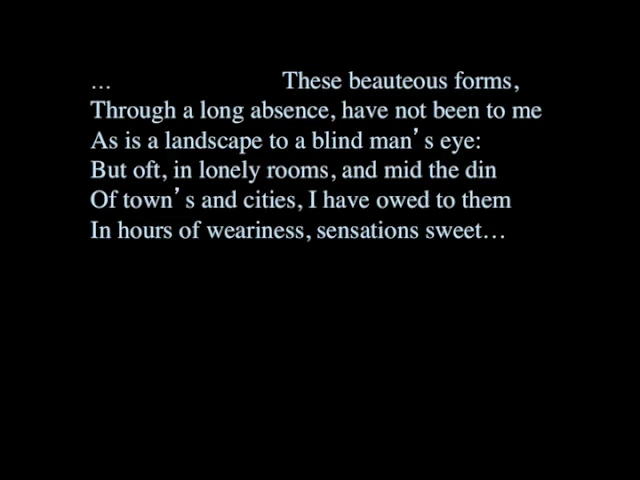 ... These beauteous forms,
Through a long absence, have not been to me
As is a landscape to a blind man’s eye:
But oft, in lonely rooms, and mid the din
Of town’s and cities, I have owed to them
In hours of weariness, sensations sweet…